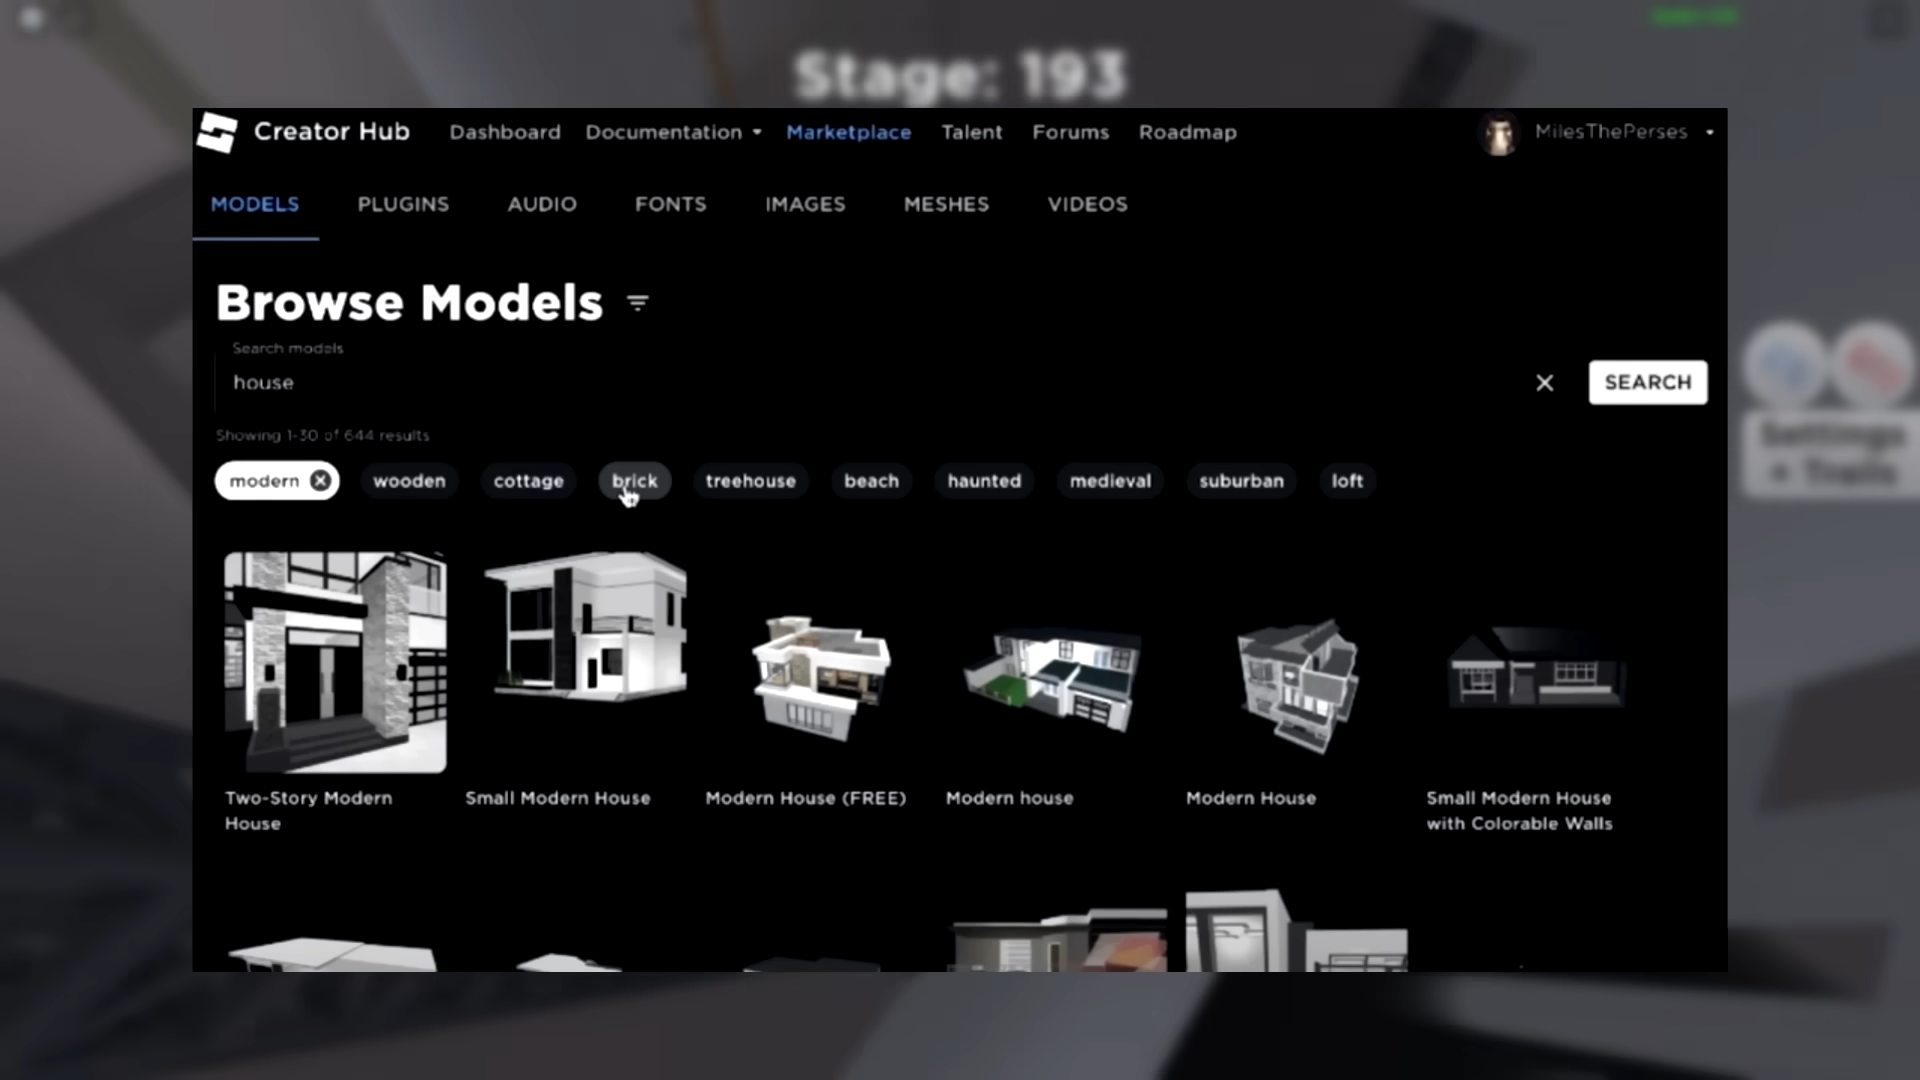 Stage: 193
Creator Hub Dashboard Documentation Marketplace Talent Forums Roadmap MilesThePerses
MODELS PLUGINS AUDIO FONTS IMAGES MESHES VIDEOS
Browse Models
Search models
house
SEARCH
Showing 1-30 of 644 results
modern wooden cottage brick treehouse beach haunted medieval suburban loft
Settings
+ Trails
Two-Story Modern
House
Small Modern House
Modern House (FREE)
Modern house
Modern House
Small Modern House
with Colorable Walls